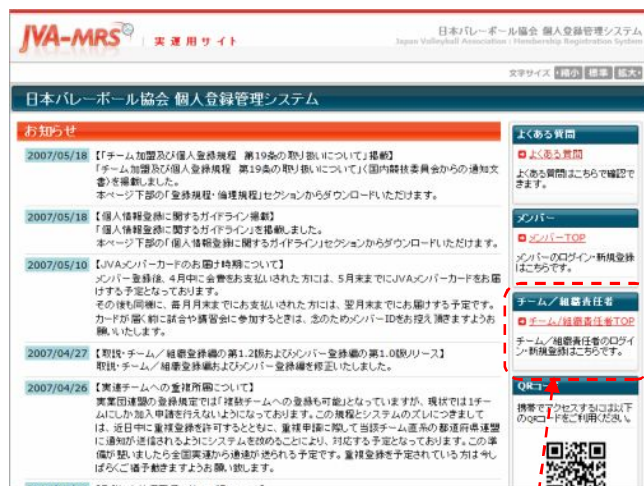 JVA-MRS 実運用サイト
日本バレーボール協会 個人登録管理システム
Japan Volleyball Association : Membership Registration System
文字サイズ 縮小 標準 拡大
日本バレーボール協会 個人登録管理システム
お知らせ
2007/05/18 【「チーム加盟及び個人登録規程 第19条の取り扱いについて」掲載】
「チーム加盟及び個人登録規程 第19条の取り扱いについて」(国内競技委員会からの通知文
書)を掲載しました。
本ページ下部の「登録規程・倫理規程」セクションからダウンロードいただけます。
2007/05/18 【個人情報登録に関するガイドライン掲載】
「個人情報登録に関するガイドライン」を掲載しました。
本ページ下部の「個人情報登録に関するガイドライン」セクションからダウンロードいただけます。
2007/05/10 【JVAメンバーカードのお届け時期について】
メンバー登録後、4月中に会費をお支払いされた方には、5月末までにJVAメンバーカードをお届
けする予定となっております。
その後も同様に、毎月月末までにお支払いされた方には、翌月末までにお届けする予定です。
カードが届く前に試合や講習会に参加するときは、念のためメンバーIDをお控え頂きますようお
願いいたします。
2007/04/27 【取説・チーム/組織登録編の第1.2版およびメンバー登録編の第1.0版リリース】
取説・チーム/組織登録編およびメンバー登録編を修正いたしました。
2007/04/26 【実連チームへの重複所属について】
実業団連盟の登録規定では「複数チームへの登録も可能」となっていますが、現状では1チー
ムにしか加入申請を行えないようになっております。この規程とシステムのズレにつきまして
は、近日中に重複登録を許可するとともに、重複申請に際して当該チーム直系の都道府県連盟
に通知が送信されるようにシステムを改めることにより、対応する予定となっております。この準
備が整いましたら全国実連から通達が送られる予定です。重複登録を予定されている方は今し
ばらくご猶予頂きますようお願い致します。
よくある質問
よくある質問
よくある質問はこちらで確認で
きます。
メンバー
メンバーTOP
メンバーのログイン・新規登録
はこちらです。
チーム/組織責任者
チーム/組織責任者TOP
チーム/組織責任者のログイ
ン・新規登録はこちらです。
QRコード
携帯でアクセスするには以下
のQRコードをご利用ください。